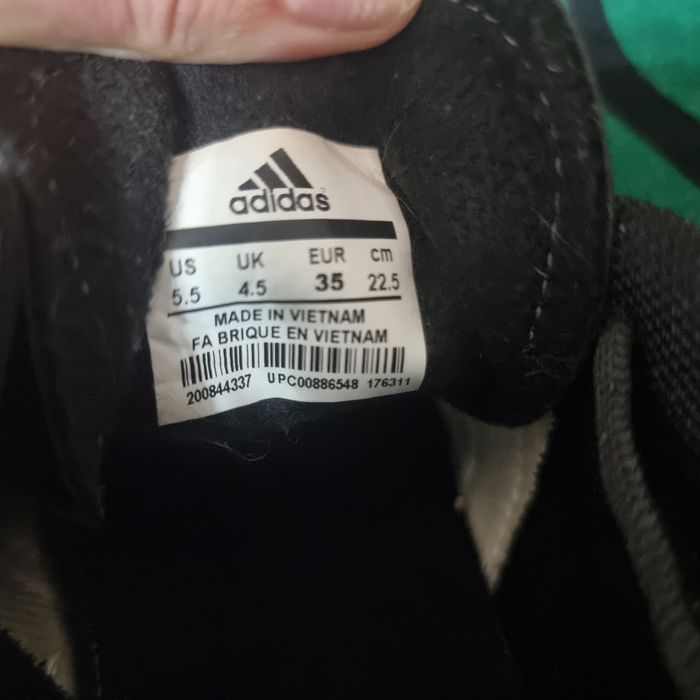 adidas
US UK EUR cm
5.5 4.5 35 22.5
MADE IN VIETNAM
FA BRIQUE EN VIETNAM
200844337 UPC00886548 176311